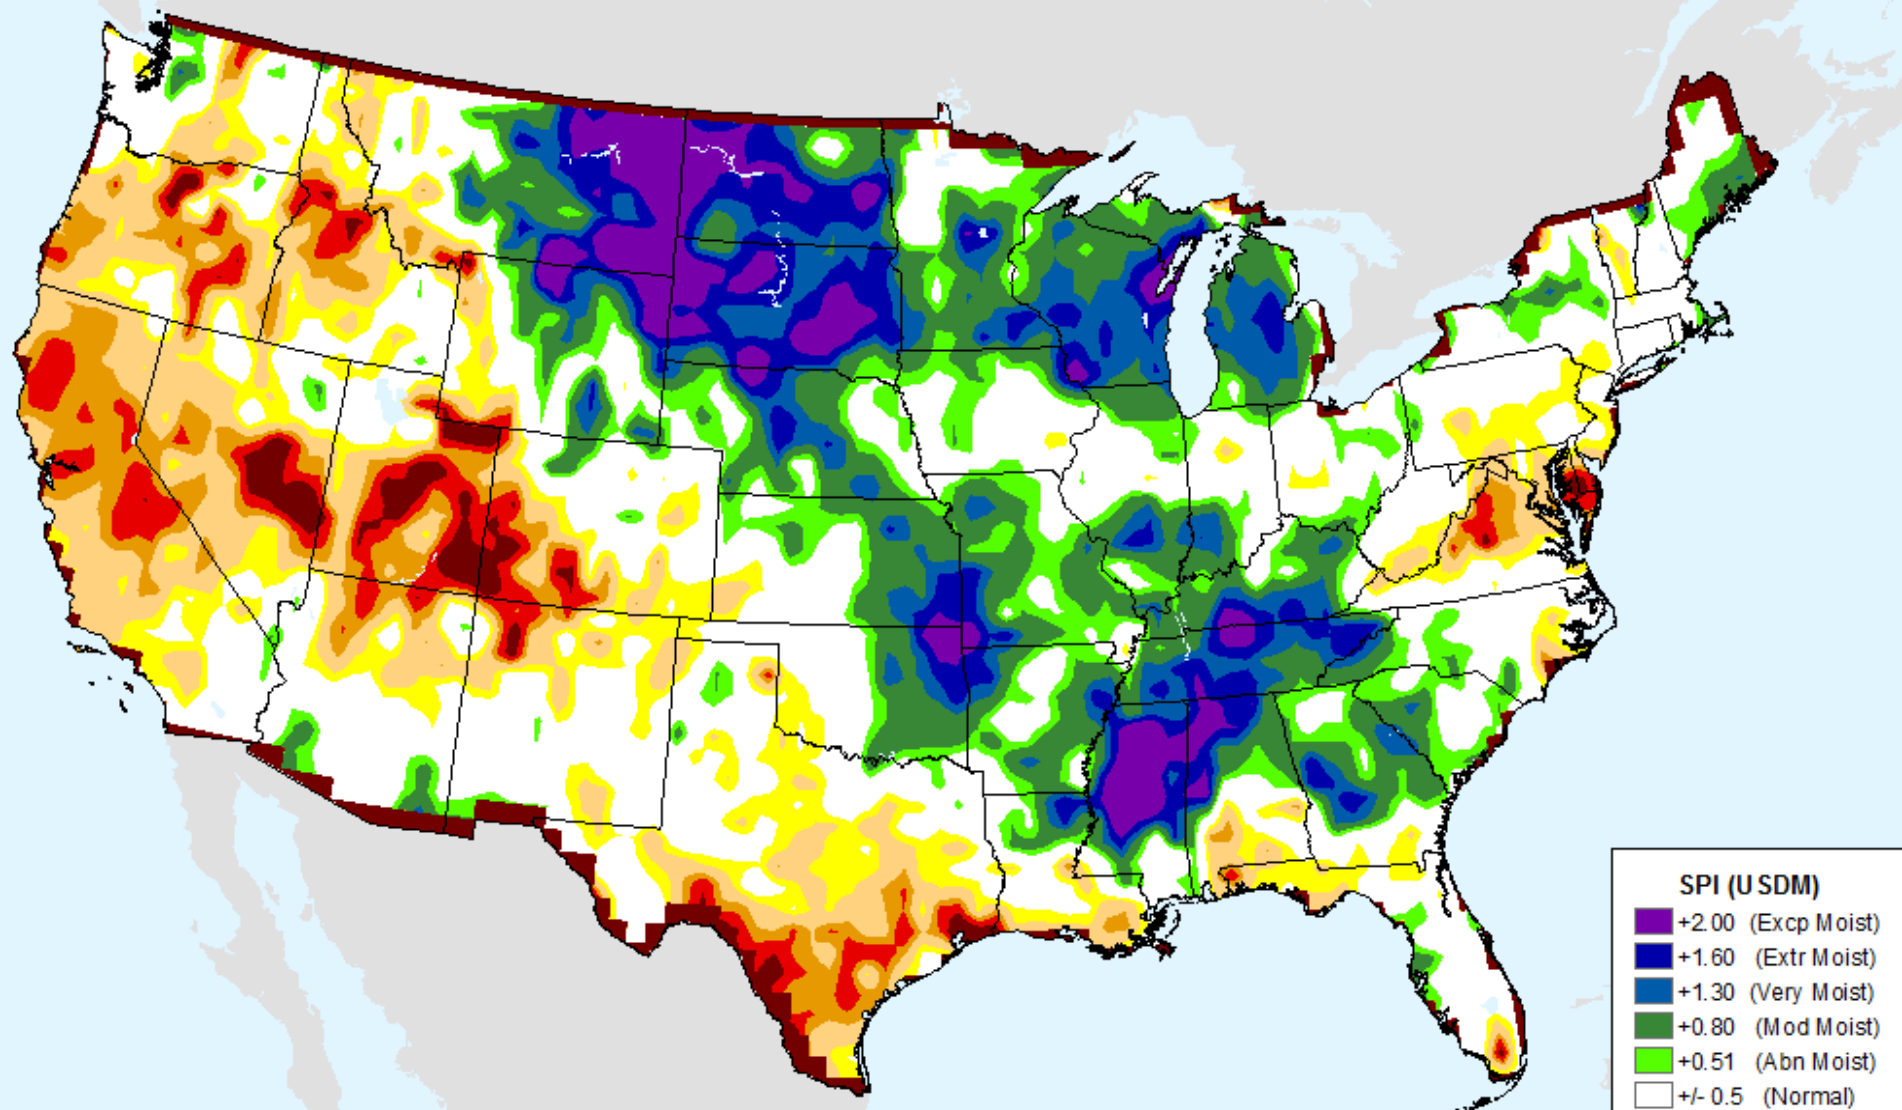 SPI (USDM)
+2.00 (Excp Moist)
+1.60 (Extr Moist)
+1.30 (Very Moist)
+0.80 (Mod Moist)
+0.51 (Abn Moist)
+/- 0.5 (Normal)